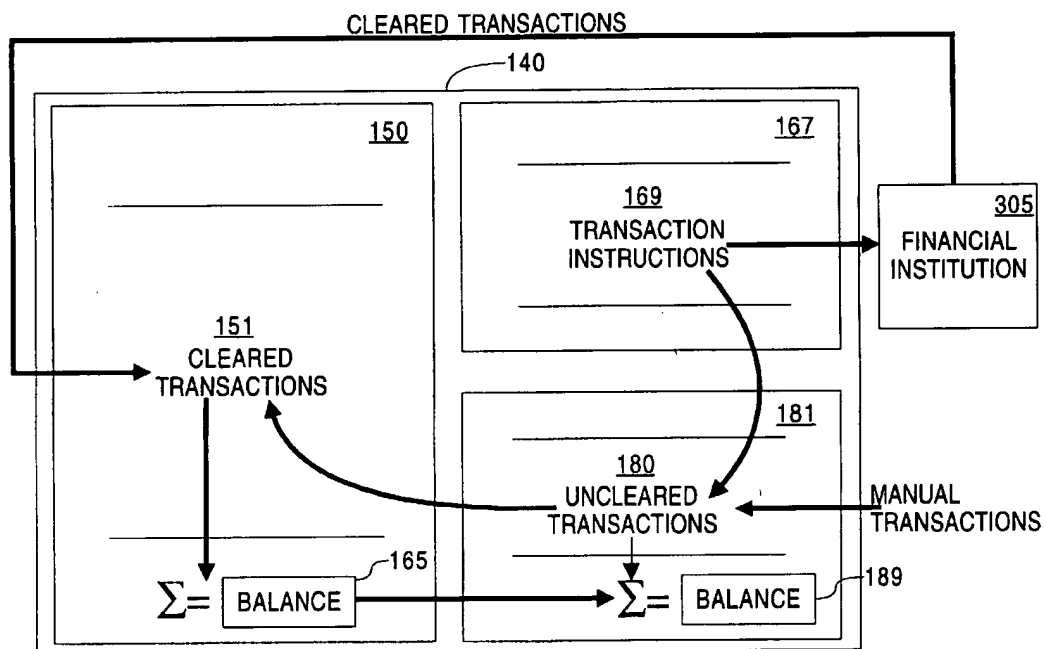 CLEARED TRANSACTIONS
140
150
167
169
TRANSACTION
INSTRUCTIONS
305
FINANCIAL
INSTITUTION
151
CLEARED
TRANSACTIONS
181
180
UNCLEARED
TRANSACTIONS
MANUAL
TRANSACTIONS
165
Σ= BALANCE
Σ= BALANCE
189